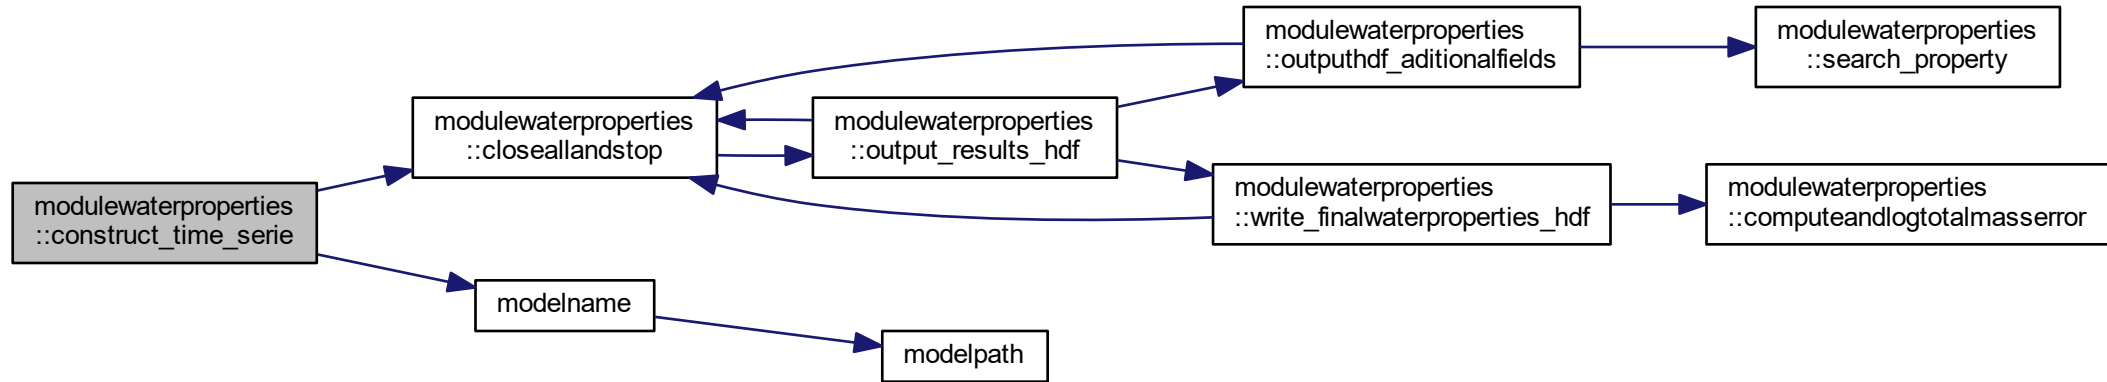 modulewaterproperties
::construct_time_serie
modulewaterproperties
::closeallandstop
modulewaterproperties
::output_results_hdf
modulewaterproperties
::outputhdf_aditionalfields
modulewaterproperties
::search_property
modulewaterproperties
::write_finalwaterproperties_hdf
modulewaterproperties
::computeandlogtotalmasserror
modelname
modelpath